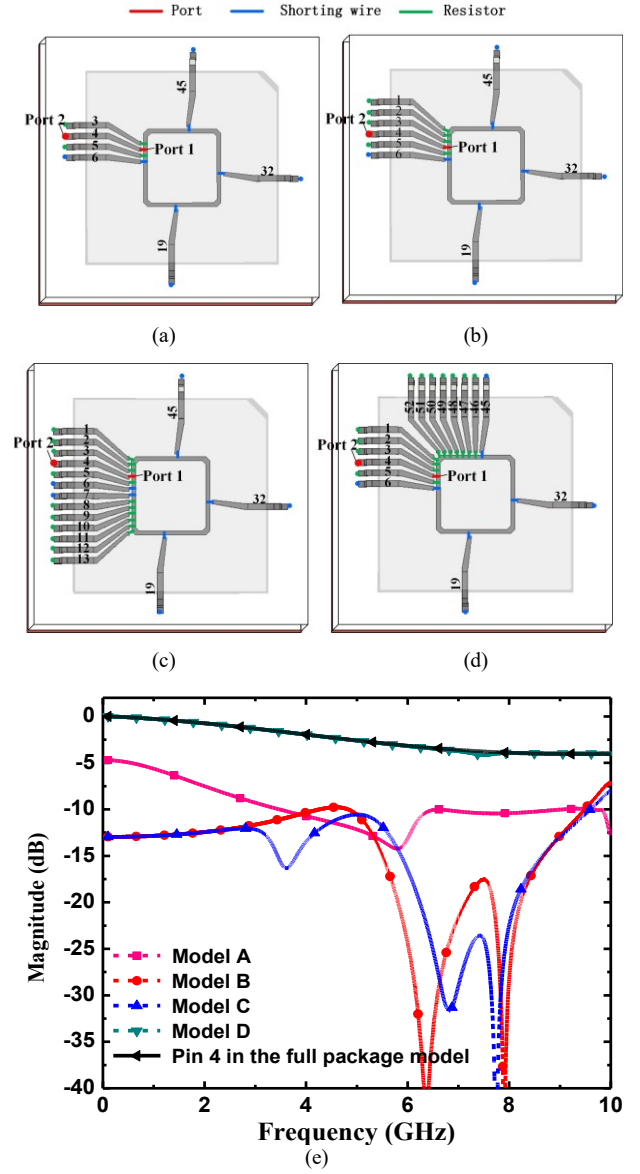 Port Shorting wire Resistor
45
Port 2
3
4
5
6
Port 1
32
19
(a)
45
Port 2
1
2
3
4
5
6
Port 1
32
19
(b)
45
Port 2
1
2
3
4
5
6
7
8
9
10
11
12
13
Port 1
32
19
(c)
52 51 50 49 48 47 46 45
Port 2
1
2
3
4
5
6
Port 1
32
19
(d)
Magnitude (dB)
0
-5
-10
-15
-20
-25
-30
-35
-40
Model A
Model B
Model C
Model D
Pin 4 in the full package model
0 2 4 6 8 10
Frequency (GHz)
(e)